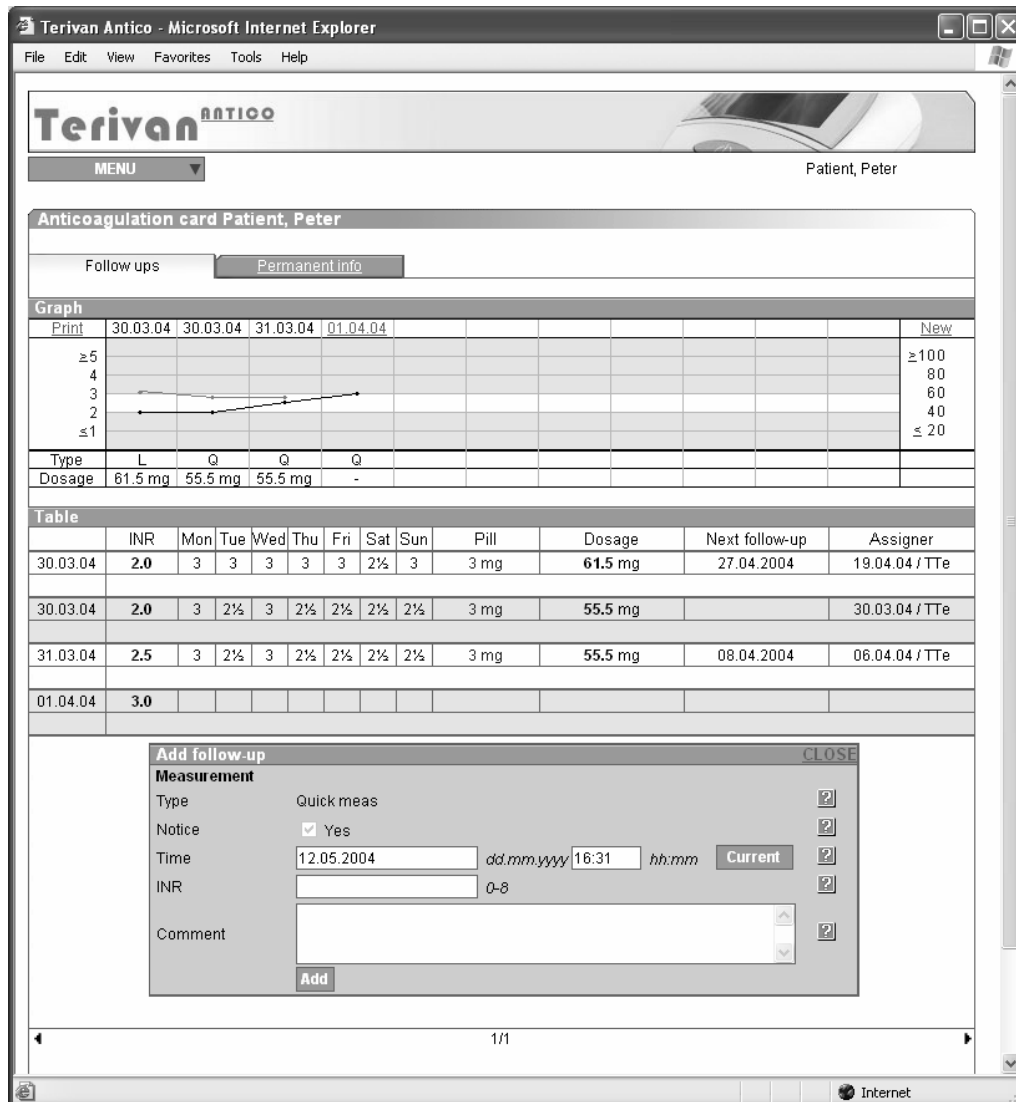 Terivan Antico - Microsoft Internet Explorer
File Edit View Favorites Tools Help
Terivan ANTICO
MENU Patient, Peter
Anticoagulation card Patient, Peter
Follow ups Permanent info
Graph
Print 30.03.04 30.03.04 31.03.04 01.04.04 New
≥5 ≥100
4 80
3 60
2 40
≤1 ≤ 20
Type L Q Q Q
Dosage 61.5 mg 55.5 mg 55.5 mg -
Table
INR Mon Tue Wed Thu Fri Sat Sun Pill Dosage Next follow-up Assigner
30.03.04 2.0 3 3 3 3 3 2½ 3 3 mg 61.5 mg 27.04.2004 19.04.04 / TTe
30.03.04 2.0 3 2½ 3 2½ 2½ 2½ 2½ 3 mg 55.5 mg 30.03.04 / TTe
31.03.04 2.5 3 2½ 3 2½ 2½ 2½ 2½ 3 mg 55.5 mg 08.04.2004 06.04.04 / TTe
01.04.04 3.0
Add follow-up CLOSE
Measurement
Type Quick meas ?
Notice Yes ?
Time 12.05.2004 dd.mm.yyyy 16:31 hh:mm Current ?
INR 0-8 ?
Comment ?
Add
1/1
Internet